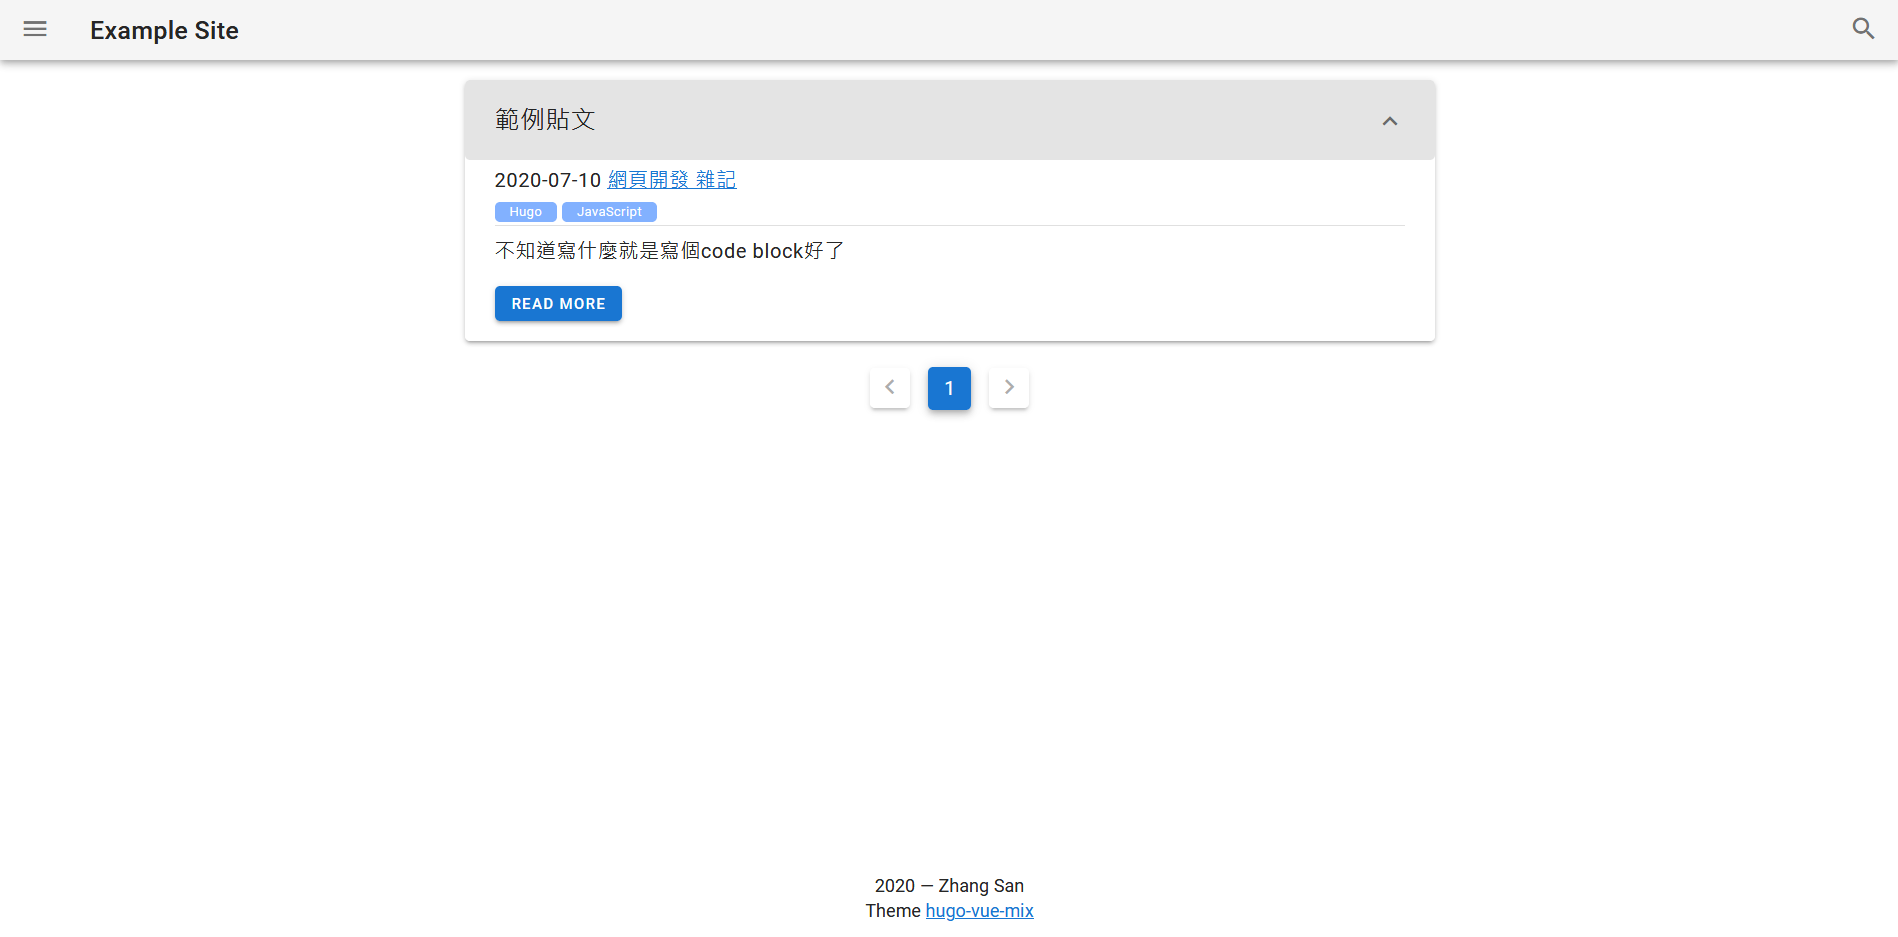 Example Site
範例貼文
2020-07-10 網頁開發 雜記
Hugo JavaScript
不知道寫什麼就是寫個code block好了
READ MORE
1
2020 — Zhang San
Theme hugo-vue-mix